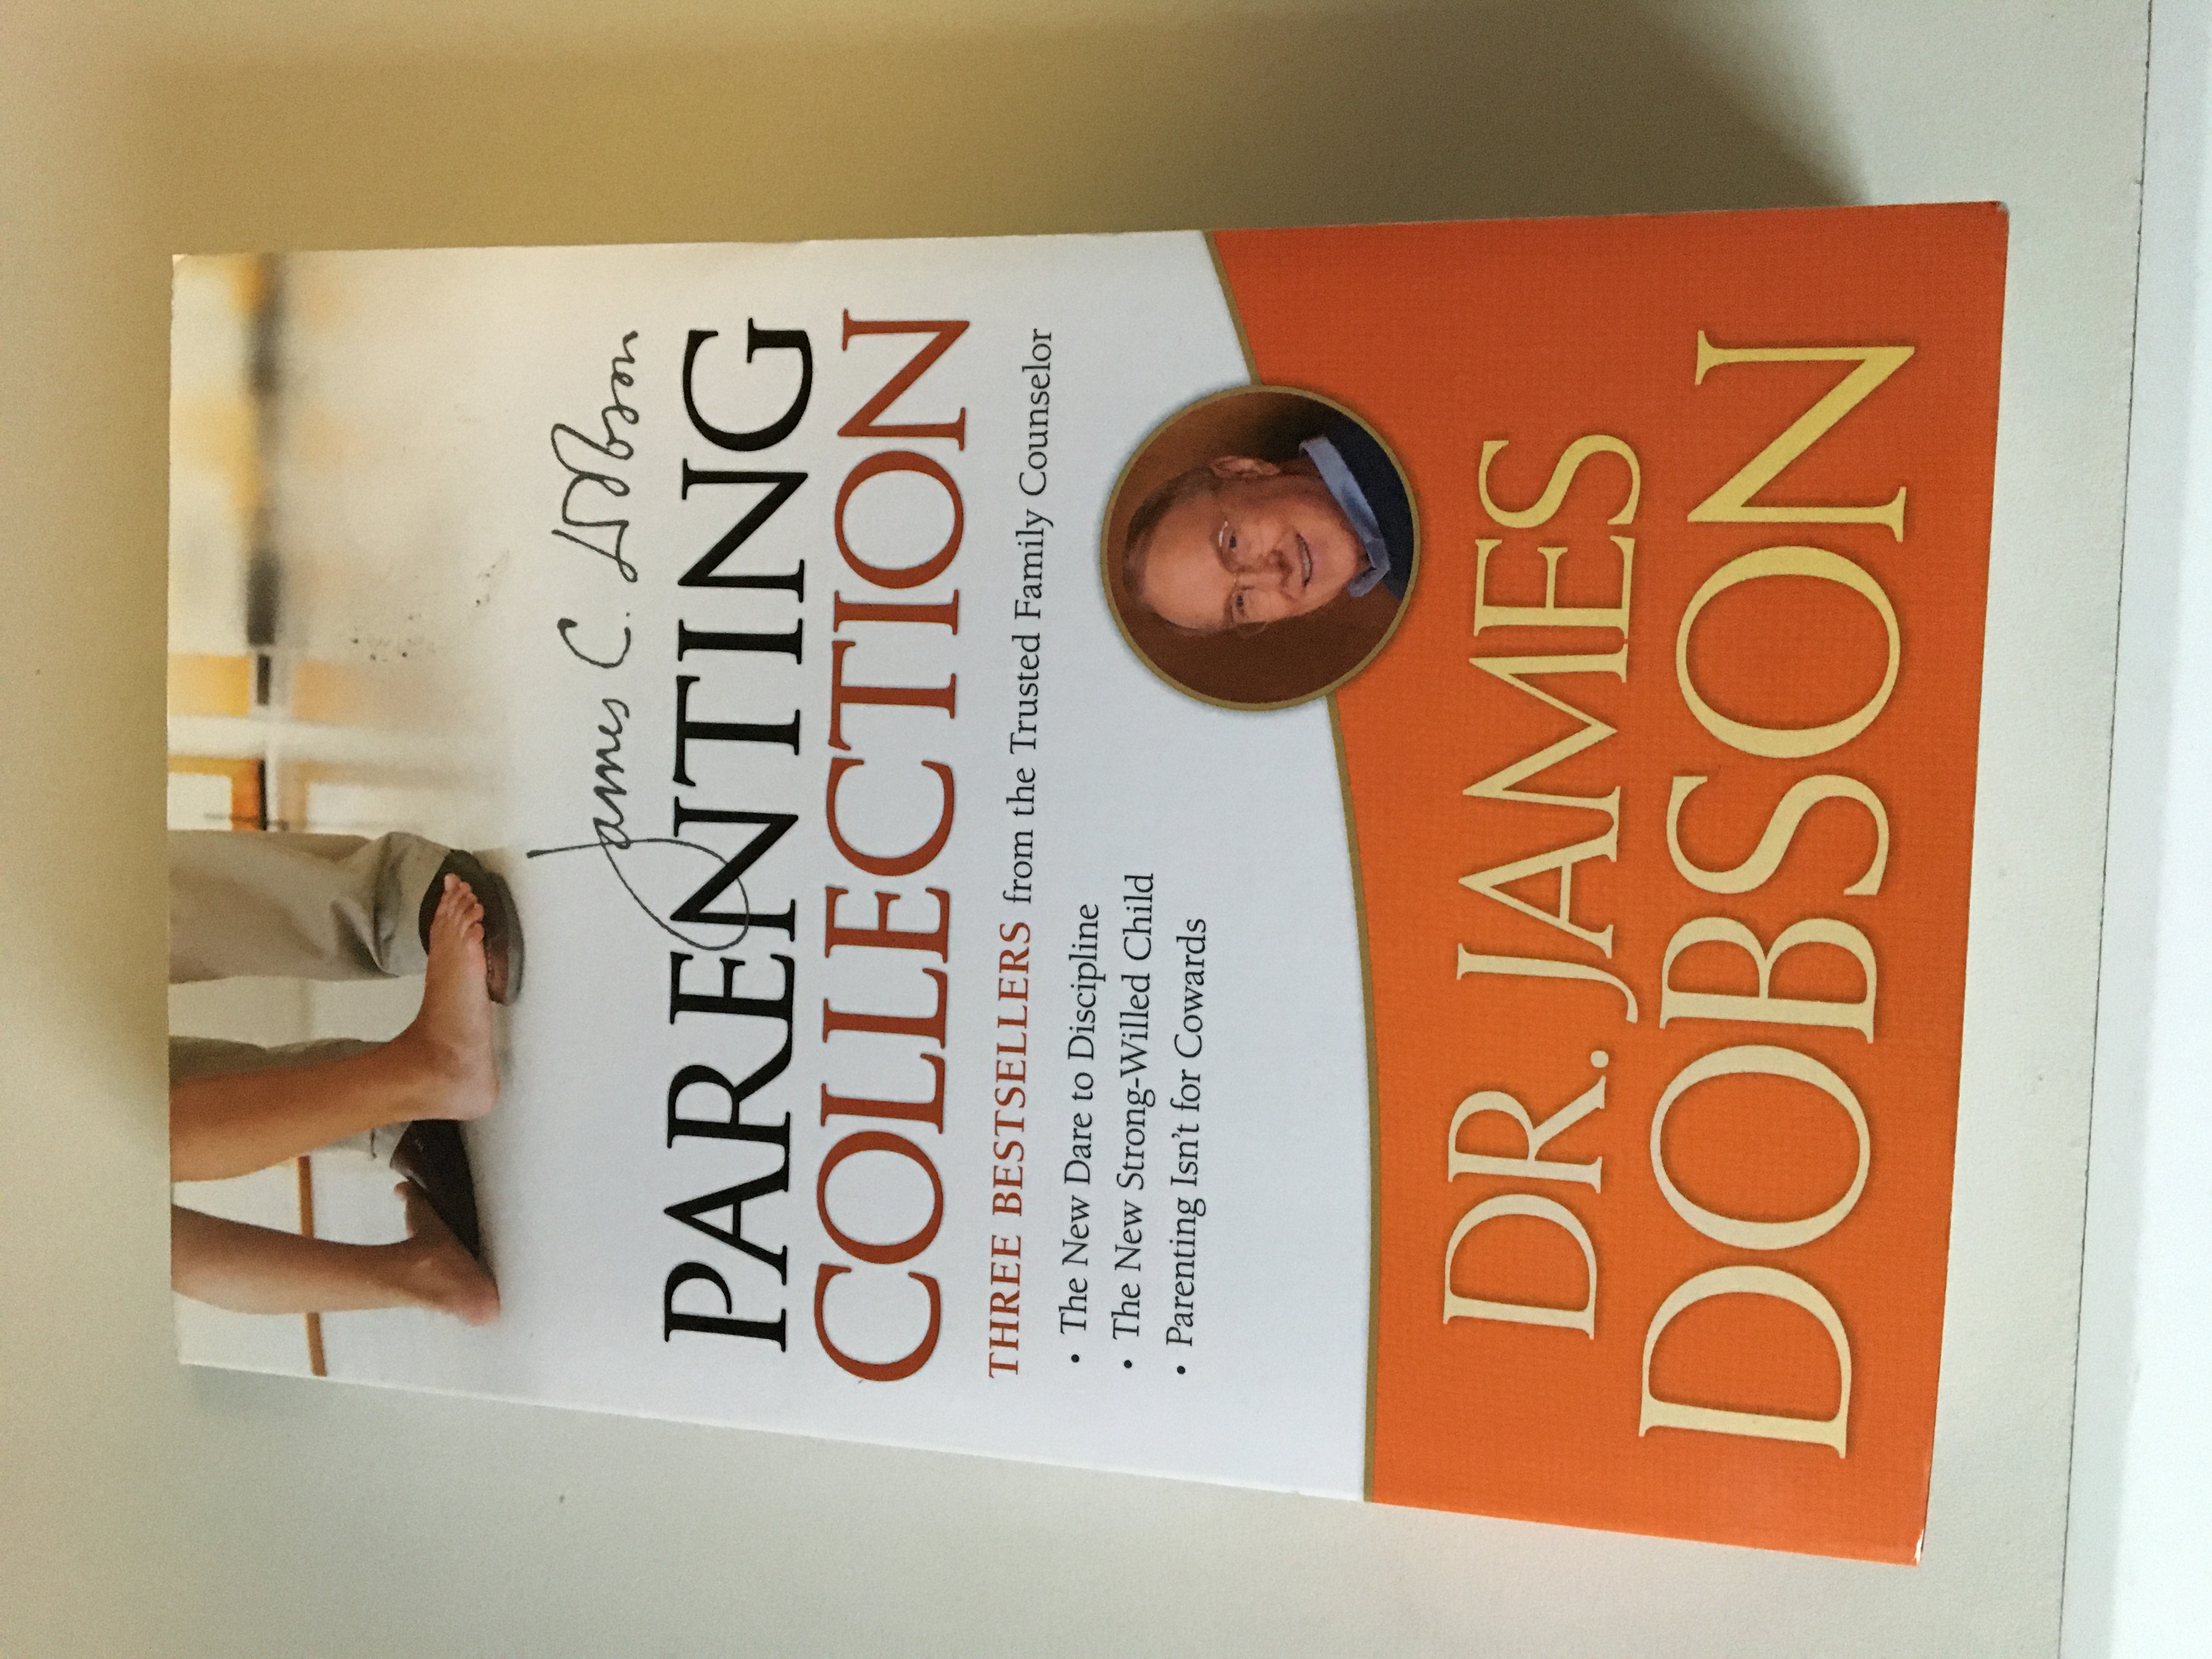 James C. Dobson
PARENTING
COLLECTION
THREE BESTSELLERS from the Trusted Family Counselor
• The New Dare to Discipline
• The New Strong-Willed Child
• Parenting Isn't for Cowards
DR. JAMES
DOBSON